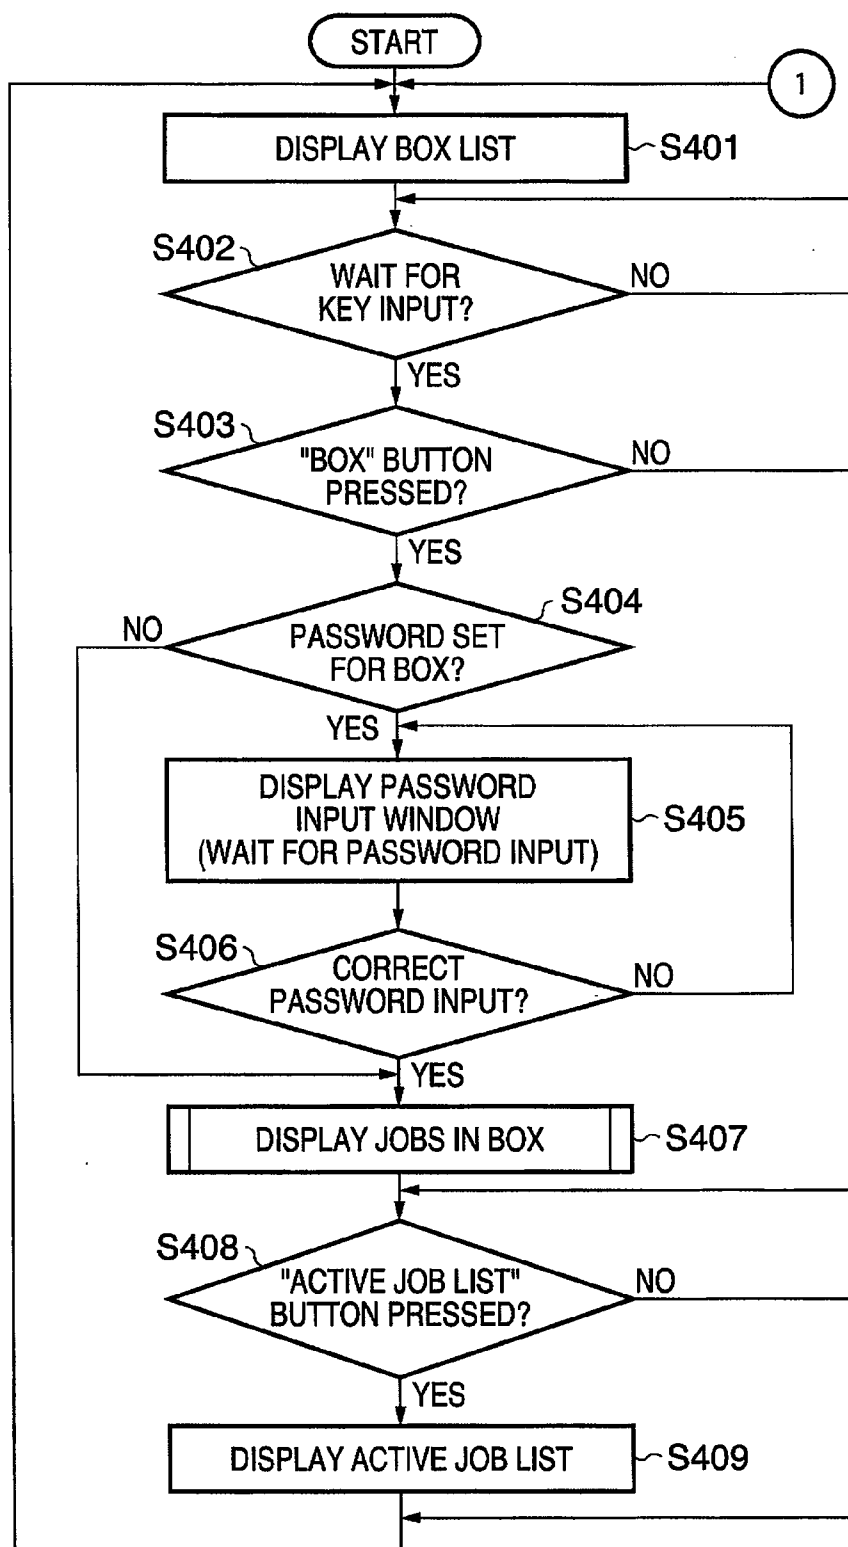 START
1
DISPLAY BOX LIST
S401
S402
WAIT FOR
KEY INPUT?
NO
YES
S403
"BOX" BUTTON
PRESSED?
NO
YES
S404
NO
PASSWORD SET
FOR BOX?
YES
DISPLAY PASSWORD
INPUT WINDOW
(WAIT FOR PASSWORD INPUT)
S405
S406
CORRECT
PASSWORD INPUT?
NO
YES
DISPLAY JOBS IN BOX
S407
S408
"ACTIVE JOB LIST"
BUTTON PRESSED?
NO
YES
DISPLAY ACTIVE JOB LIST
S409